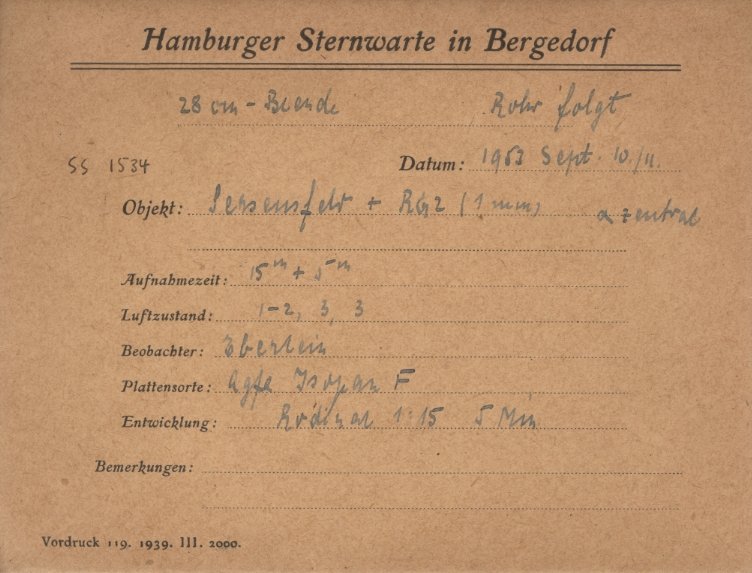 Hamburger Sternwarte in Bergedorf
28 cm - Blende Rohr folgt
SS 1534 Datum: 1963 Sept. 10./11.
Objekt: + RG2 (1 mm) α zentral
Aufnahmezeit: 15ᵐ + 5ᵐ
Luftzustand: 1-2, 3, 3
Beobachter: Eberlein
Plattensorte: Agfa Isopan F
Entwicklung: Rodinal 1:15 5 Min
Bemerkungen:
Vordruck 119. 1939. III. 2000.